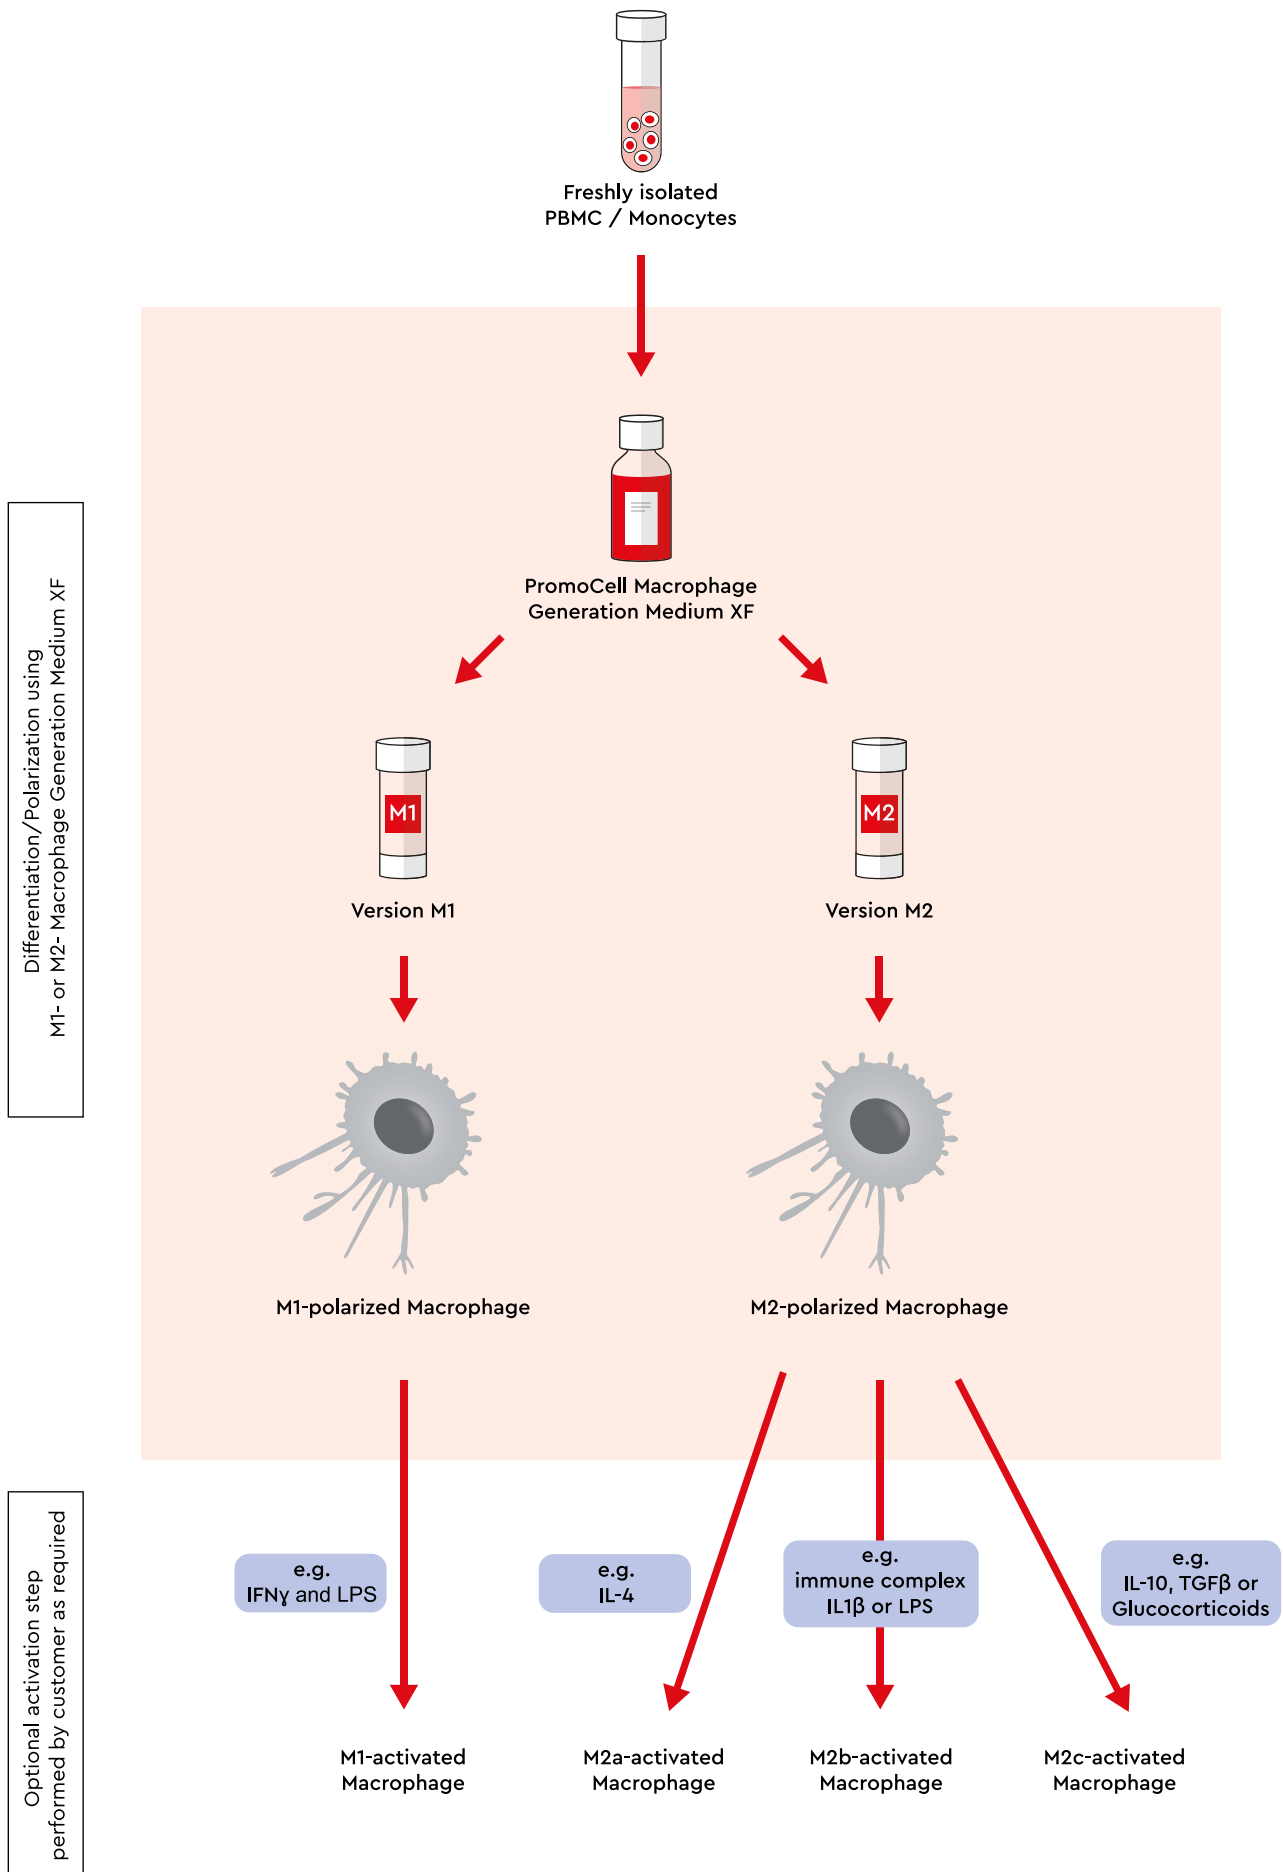 Freshly isolated
PBMC / Monocytes
PromoCell Macrophage
Generation Medium XF
Differentiation/Polarization using
M1- or M2- Macrophage Generation Medium XF
M1
M2
Version M1
Version M2
M1-polarized Macrophage
M2-polarized Macrophage
Optional activation step
performed by customer as required
e.g.
IFNγ and LPS
e.g.
IL-4
e.g.
immune complex
IL1β or LPS
e.g.
IL-10, TGFβ or
Glucocorticoids
M1-activated
Macrophage
M2a-activated
Macrophage
M2b-activated
Macrophage
M2c-activated
Macrophage